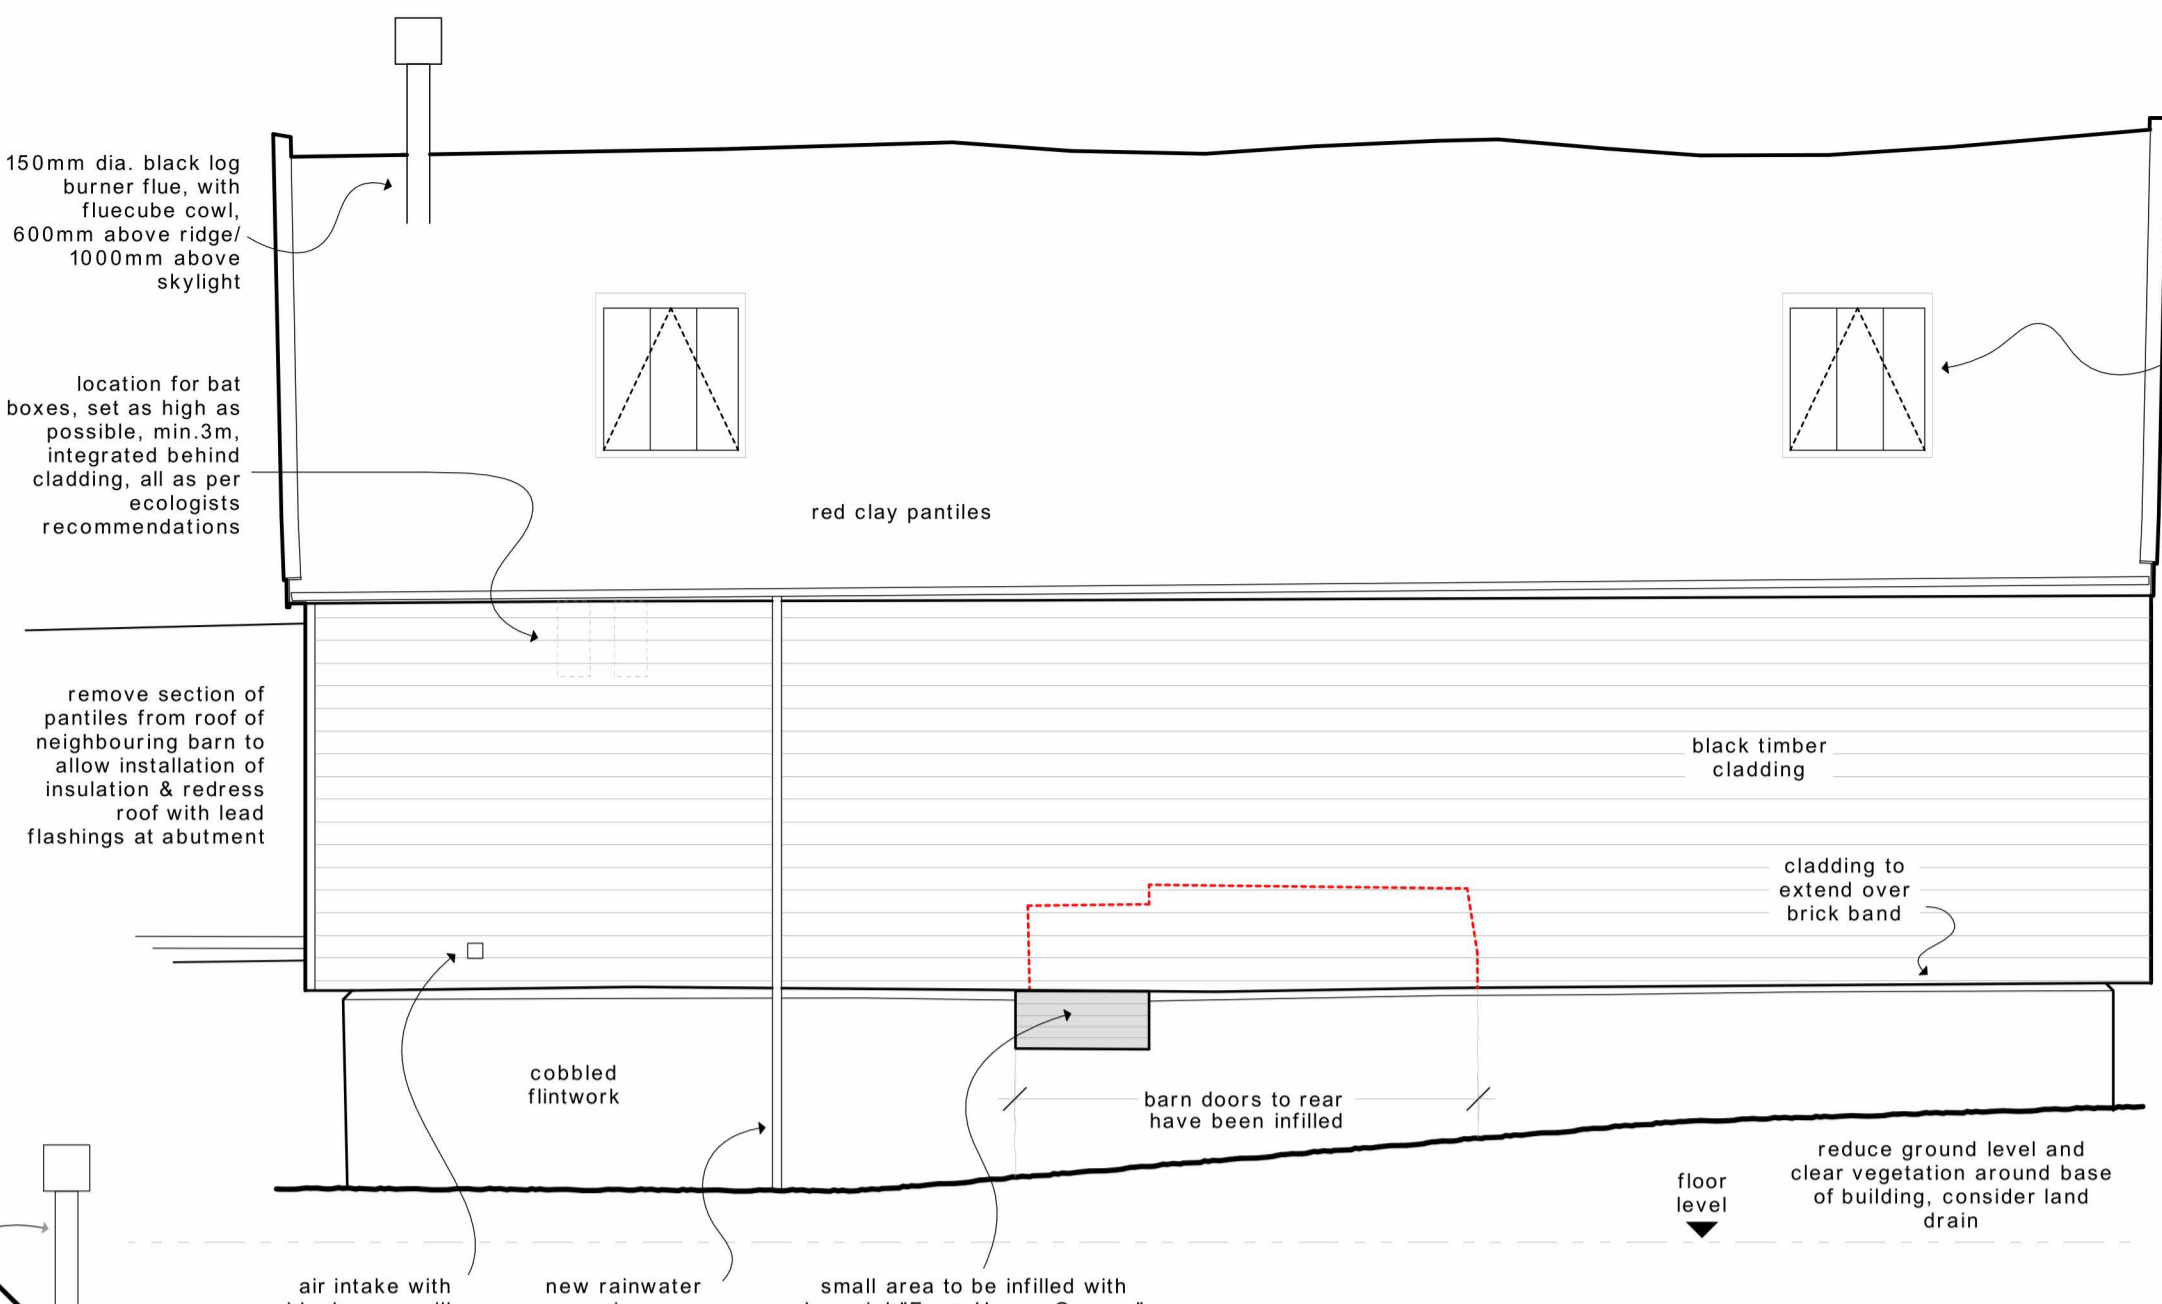 150mm dia. black log
burner flue, with
fluecube cowl,
600mm above ridge/
1000mm above
skylight
location for bat
boxes, set as high as
possible, min.3m,
integrated behind
cladding, all as per
ecologists
recommendations
red clay pantiles
remove section of
pantiles from roof of
neighbouring barn to
allow installation of
insulation & redress
roof with lead
flashings at abutment
black timber
cladding
cladding to
extend over
brick band
cobbled
flintwork
barn doors to rear
have been infilled
reduce ground level and
clear vegetation around base
of building, consider land
drain
floor
level
air intake with
new rainwater
small area to be infilled with